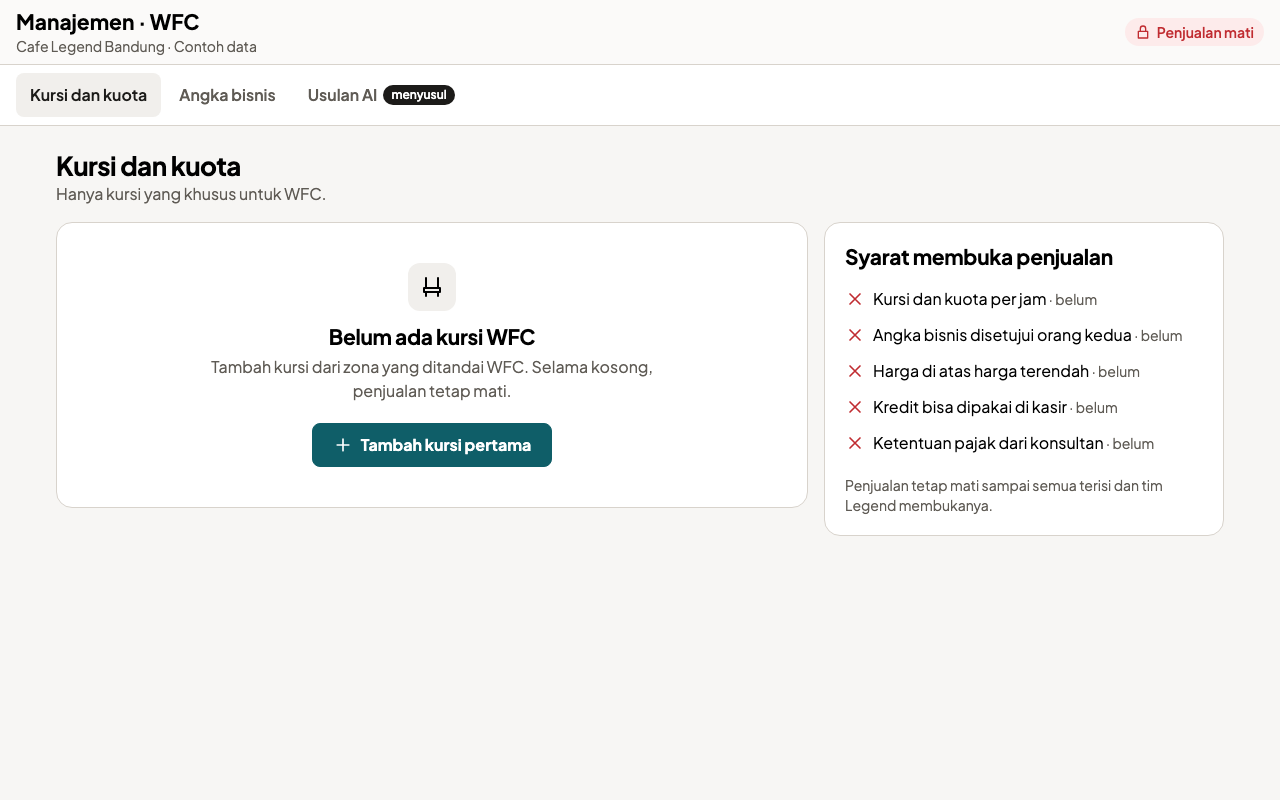 Manajemen · WFC
Cafe Legend Bandung · Contoh data
Penjualan mati
Kursi dan kuota
Angka bisnis
Usulan AI menyusul
Kursi dan kuota
Hanya kursi yang khusus untuk WFC.
Belum ada kursi WFC
Tambah kursi dari zona yang ditandai WFC. Selama kosong,
penjualan tetap mati.
Tambah kursi pertama
Syarat membuka penjualan
Kursi dan kuota per jam · belum
Angka bisnis disetujui orang kedua · belum
Harga di atas harga terendah · belum
Kredit bisa dipakai di kasir · belum
Ketentuan pajak dari konsultan · belum
Penjualan tetap mati sampai semua terisi dan tim
Legend membukanya.